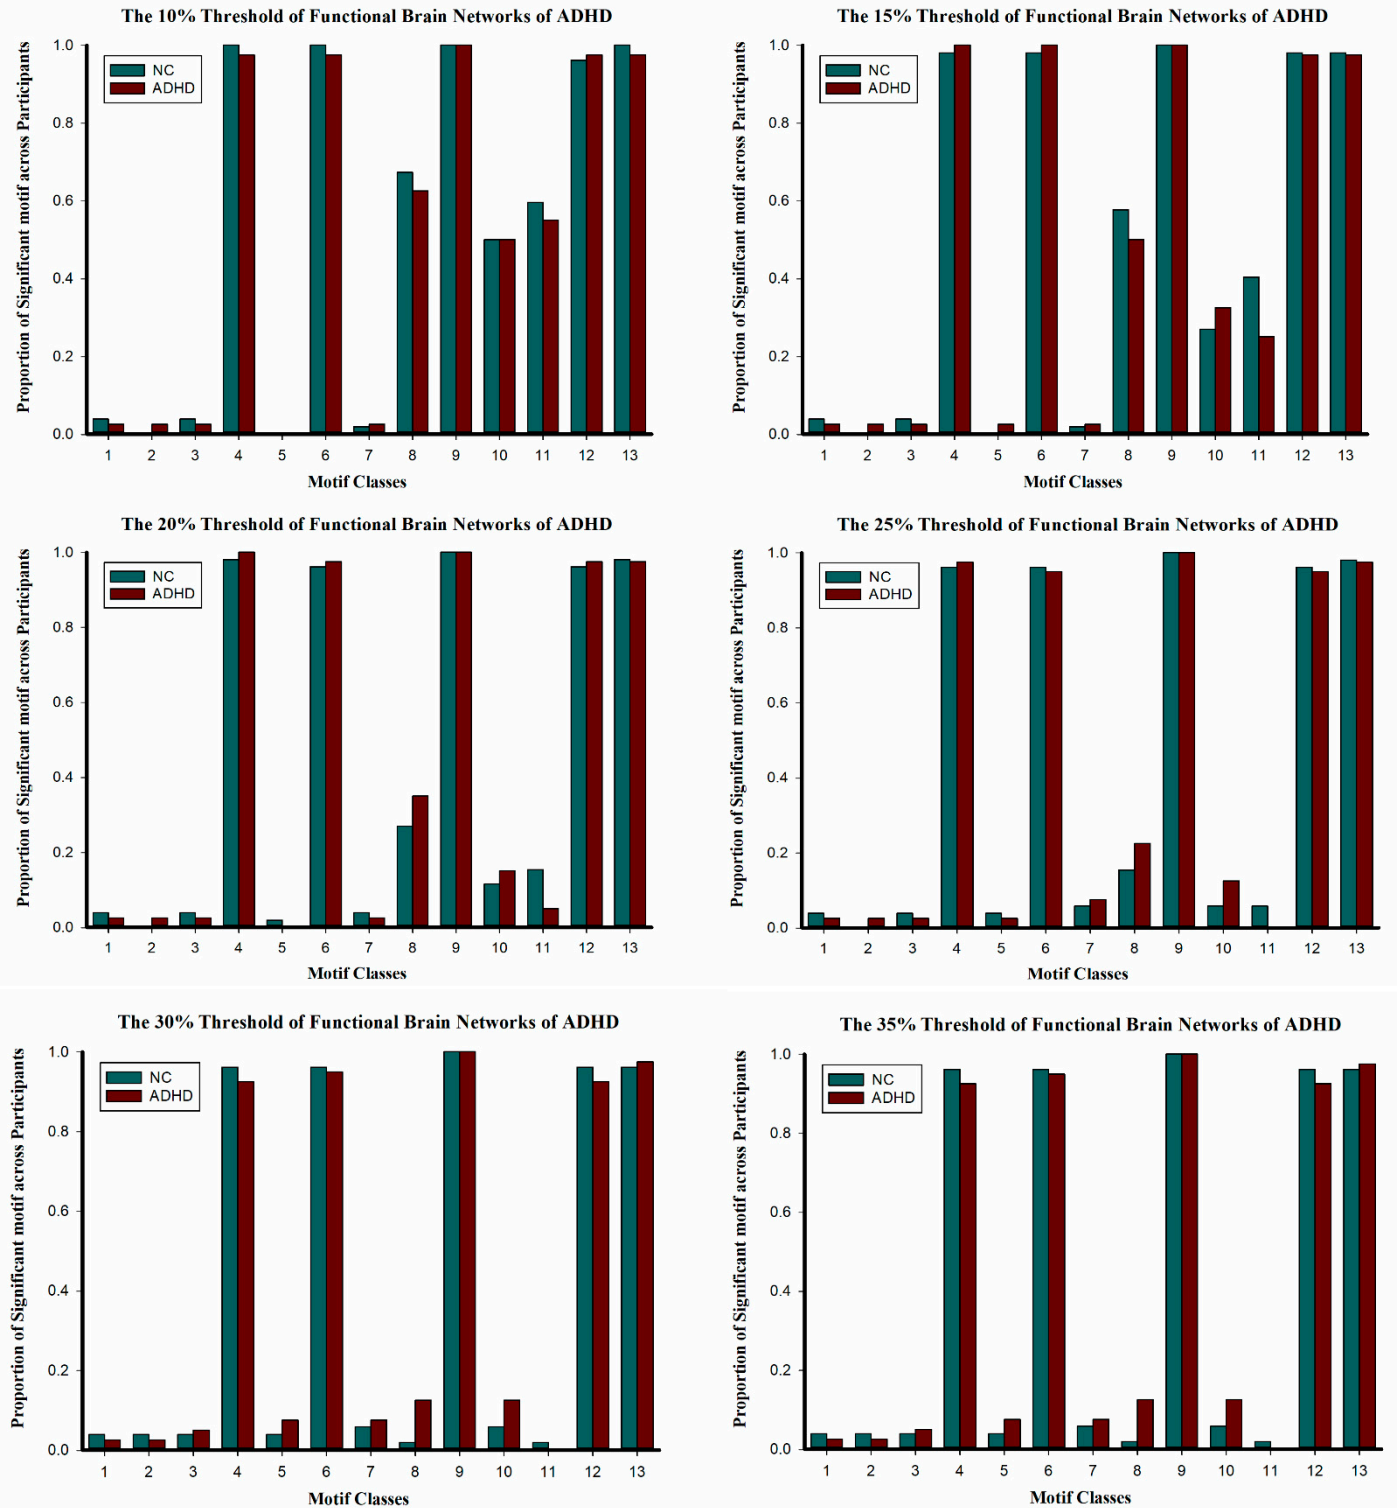 The 10% Threshold of Functional Brain Networks of ADHD
Proportion of Significant motif across Participants
1.0
0.8
0.6
0.4
0.2
0.0
NC
ADHD
1 2 3 4 5 6 7 8 9 10 11 12 13
Motif Classes
The 15% Threshold of Functional Brain Networks of ADHD
Proportion of Significant motif across Participants
1.0
0.8
0.6
0.4
0.2
0.0
NC
ADHD
1 2 3 4 5 6 7 8 9 10 11 12 13
Motif Classes
The 20% Threshold of Functional Brain Networks of ADHD
Proportion of Significant motif across Participants
1.0
0.8
0.6
0.4
0.2
0.0
NC
ADHD
1 2 3 4 5 6 7 8 9 10 11 12 13
Motif Classes
The 25% Threshold of Functional Brain Networks of ADHD
Proportion of Significant motif across Participants
1.0
0.8
0.6
0.4
0.2
0.0
NC
ADHD
1 2 3 4 5 6 7 8 9 10 11 12 13
Motif Classes
The 30% Threshold of Functional Brain Networks of ADHD
Proportion of Significant motif across Participants
1.0
0.8
0.6
0.4
0.2
0.0
NC
ADHD
1 2 3 4 5 6 7 8 9 10 11 12 13
Motif Classes
The 35% Threshold of Functional Brain Networks of ADHD
Proportion of Significant motif across Participants
1.0
0.8
0.6
0.4
0.2
0.0
NC
ADHD
1 2 3 4 5 6 7 8 9 10 11 12 13
Motif Classes